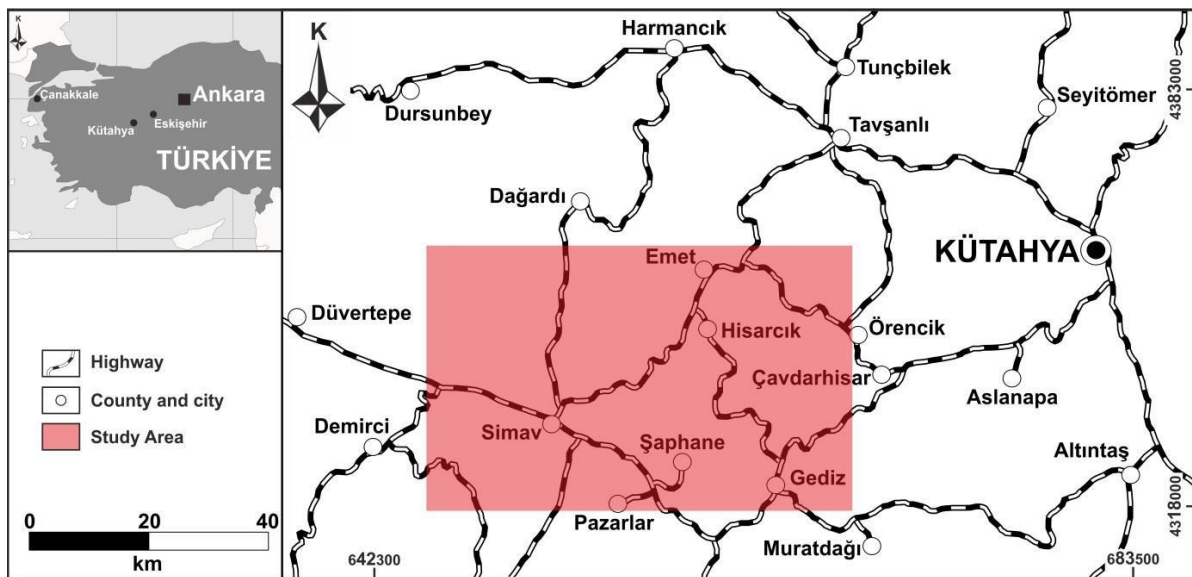 K
Çanakkale
Ankara
Eskişehir
Kütahya
TÜRKİYE
Highway
County and city
Study Area
0 20 40
km
K
Harmancık
Tunçbilek
Dursunbey
Seyitömer
4383000
Tavşanlı
Dağardı
KÜTAHYA
Emet
Düvertepe
Hisarcık
Örencik
Çavdarhisar
Aslanapa
Simav
Demirci
Şaphane
Altıntaş
Gediz
Pazarlar
4318000
Muratdağı
642300
683500